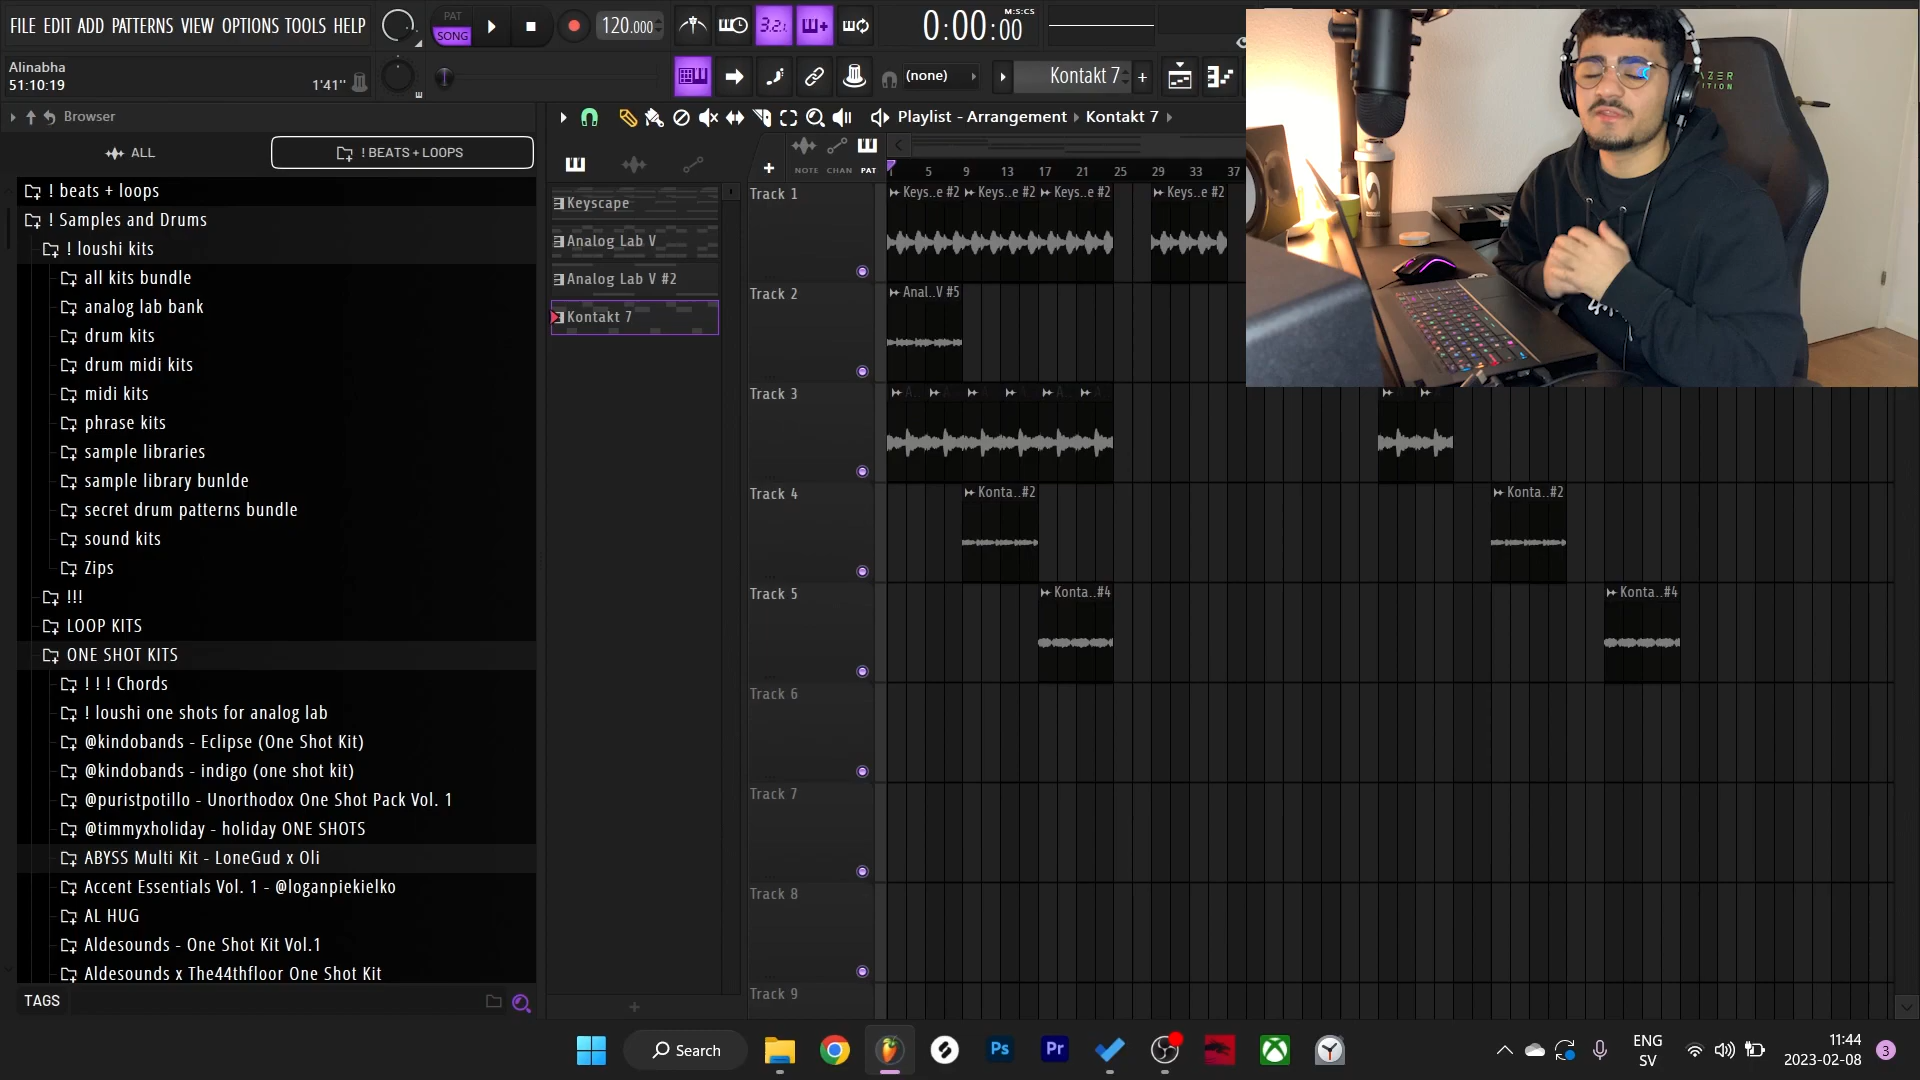 FILE EDIT ADD PATTERNS VIEW OPTIONS TOOLS HELP
PAT
SONG
120.000
3.2.
0:00:00
M:S:CS
Alinabha
51:10:19
1'41"
(none)
Kontakt 7
+
Browser
Playlist - Arrangement › Kontakt 7
ALL
! BEATS + LOOPS
NOTE CHAN PAT
5 9 13 17 21 25 29 33 37
! beats + loops
! Samples and Drums
! loushi kits
all kits bundle
analog lab bank
drum kits
drum midi kits
midi kits
phrase kits
sample libraries
sample library bunlde
secret drum patterns bundle
sound kits
Zips
!!!
LOOP KITS
ONE SHOT KITS
! ! ! Chords
! loushi one shots for analog lab
@kindobands - Eclipse (One Shot Kit)
@kindobands - indigo (one shot kit)
@puristpotillo - Unorthodox One Shot Pack Vol. 1
@timmyxholiday - holiday ONE SHOTS
ABYSS Multi Kit - LoneGud x Oli
Accent Essentials Vol. 1 - @loganpiekielko
AL HUG
Aldesounds - One Shot Kit Vol.1
Aldesounds x The44thfloor One Shot Kit
TAGS
Keyscape
Analog Lab V
Analog Lab V #2
Kontakt 7
Track 1
Keys..e #2 Keys..e #2 Keys..e #2 Keys..e #2
Track 2
Anal..V #5
Track 3
Track 4
Konta..#2 Konta..#2
Track 5
Konta..#4 Konta..#4
Track 6
Track 7
Track 8
Track 9
Search
Ps
Pr
ENG
SV
11:44
2023-02-08
3